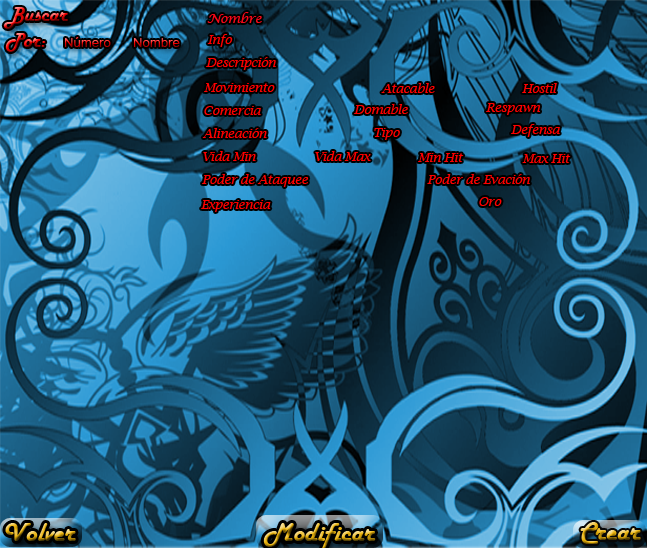 Buscar
Por: Número Nombre
Nombre
Info
Descripción
Movimiento Atacable Hostil
Comercia Domable Respawn
Alineación Tipo Defensa
Vida Min Vida Max Min Hit Max Hit
Poder de Ataquee Poder de Evación
Experiencia Oro
Volver Modificar Crear